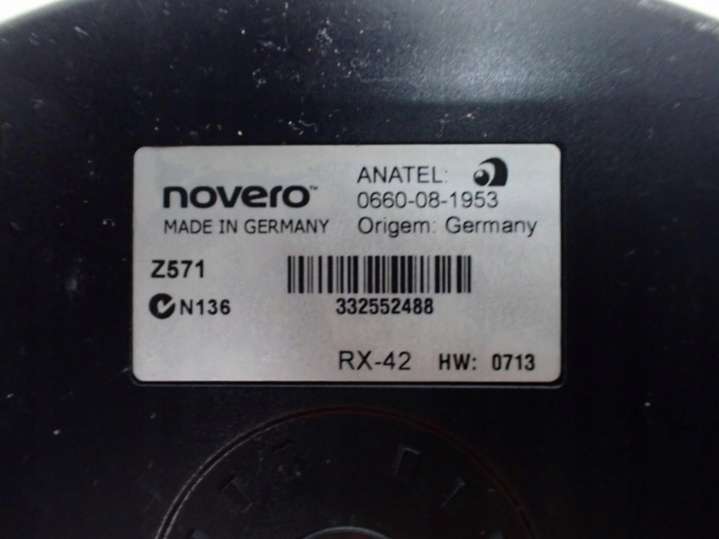 novero™
MADE IN GERMANY
ANATEL:
0660-08-1953
Origem: Germany
Z571
N136
332552488
RX-42 HW: 0713